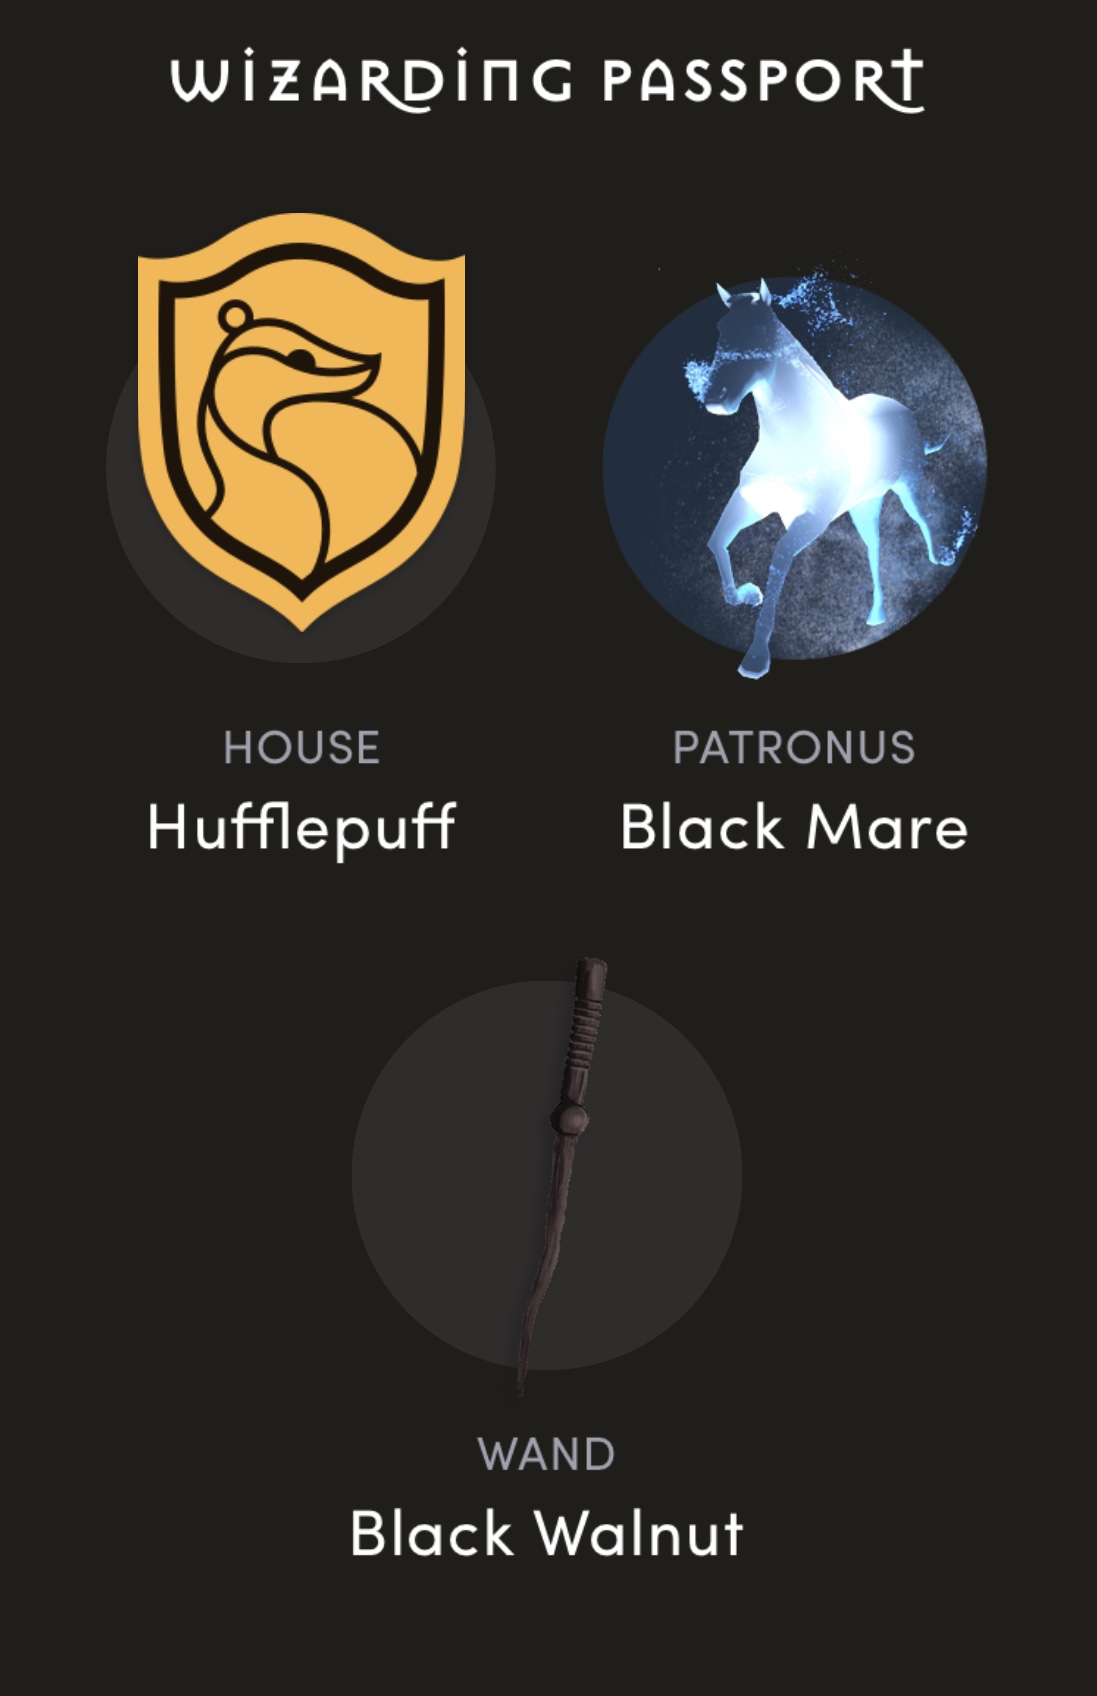 WIZARDING PASSPORT
HOUSE
Hufflepuff
PATRONUS
Black Mare
WAND
Black Walnut